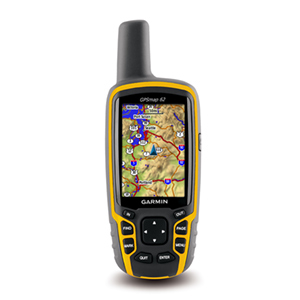 GPSmap 62
GARMIN
IN
OUT
FIND
PAGE
MARK
MENU
QUIT
ENTER